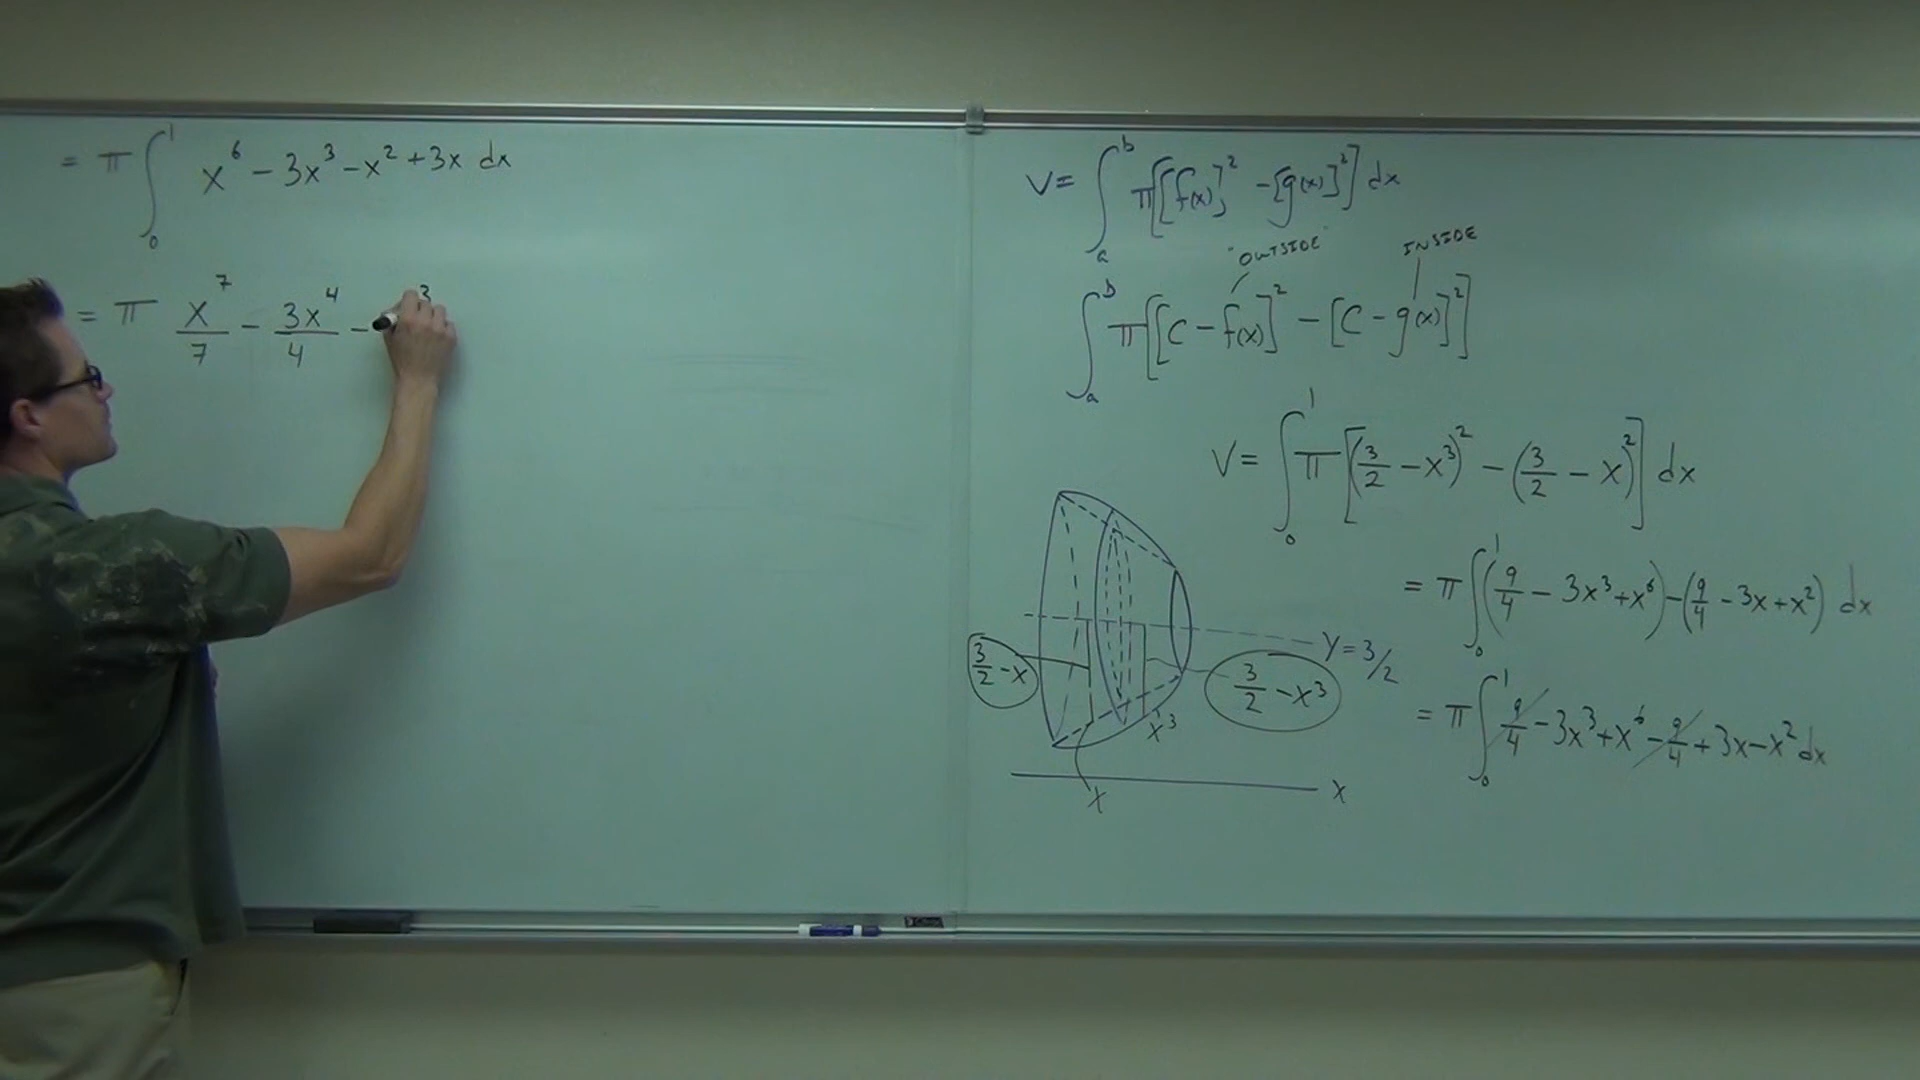 = π ∫₀¹ x⁶ − 3x³ − x² + 3x dx
= π x⁷/7 − 3x⁴/4 − 3
V = ∫ₐᵇ π[[f(x)]² − [g(x)]²] dx
"OUTSIDE" INSIDE
∫ₐᵇ π[[C − f(x)]² − [C − g(x)]²]
V = ∫₀¹ π[(3/2 − x³)² − (3/2 − x)²] dx
= π ∫₀¹ (9/4 − 3x³ + x⁶) − (9/4 − 3x + x²) dx
= π ∫₀¹ 9/4 − 3x³ + x⁶ − 9/4 + 3x − x² dx
y = 3/2
3/2 − x
3/2 − x³
x³
x
x